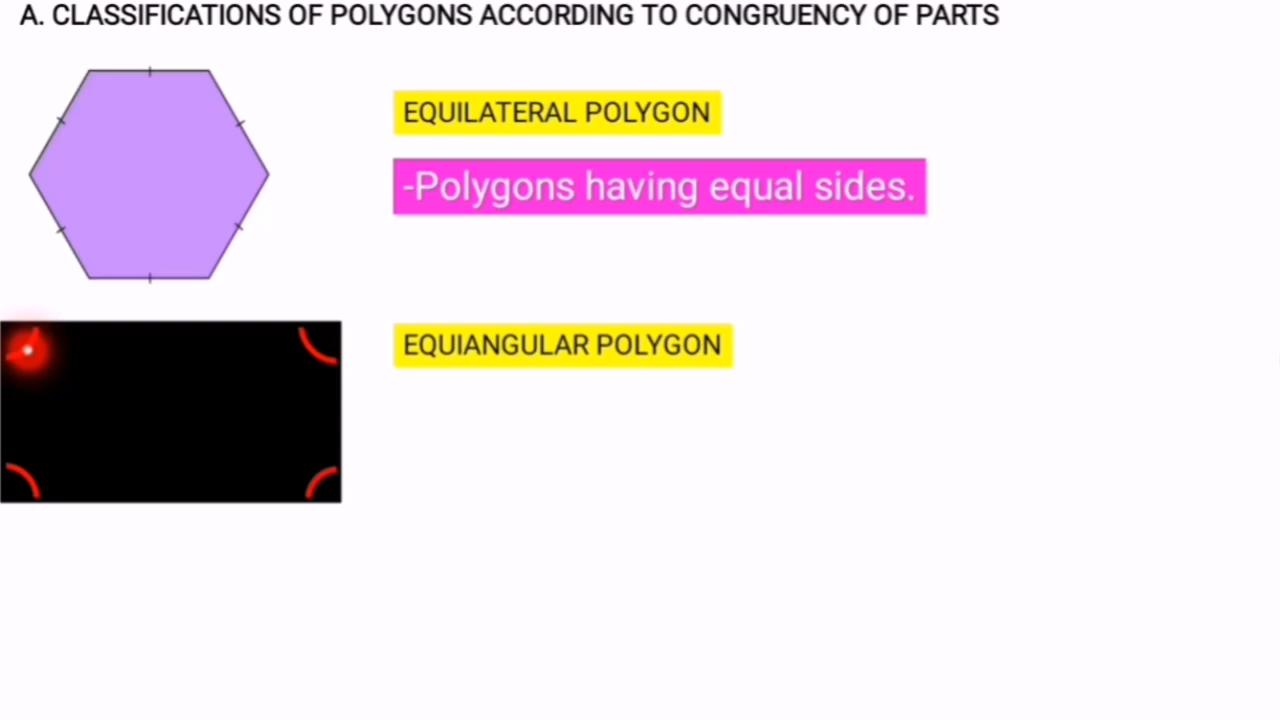 A. CLASSIFICATIONS OF POLYGONS ACCORDING TO CONGRUENCY OF PARTS
EQUILATERAL POLYGON
-Polygons having equal sides.
EQUIANGULAR POLYGON